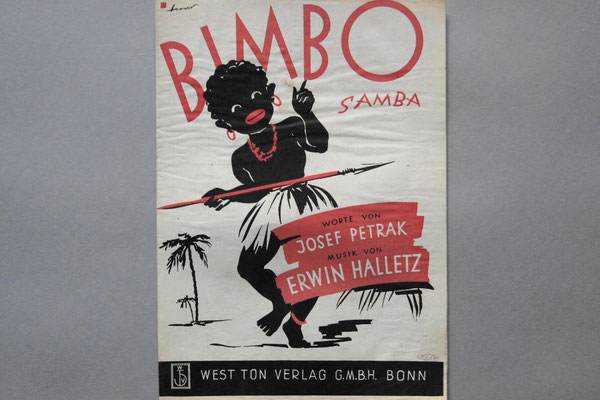 BIMBO
SAMBA
WORTE VON
JOSEF PETRAK
MUSIK VON
ERWIN HALLETZ
WEST TON VERLAG G.M.B.H. BONN